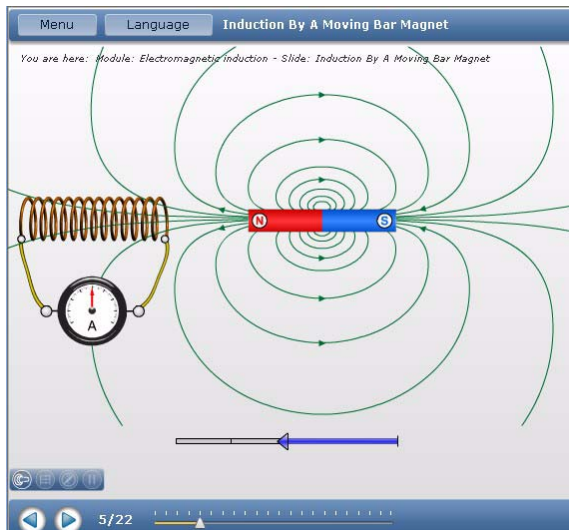 Menu Language Induction By A Moving Bar Magnet
You are here: Module: Electromagnetic induction - Slide: Induction By A Moving Bar Magnet
N S
A
5/22